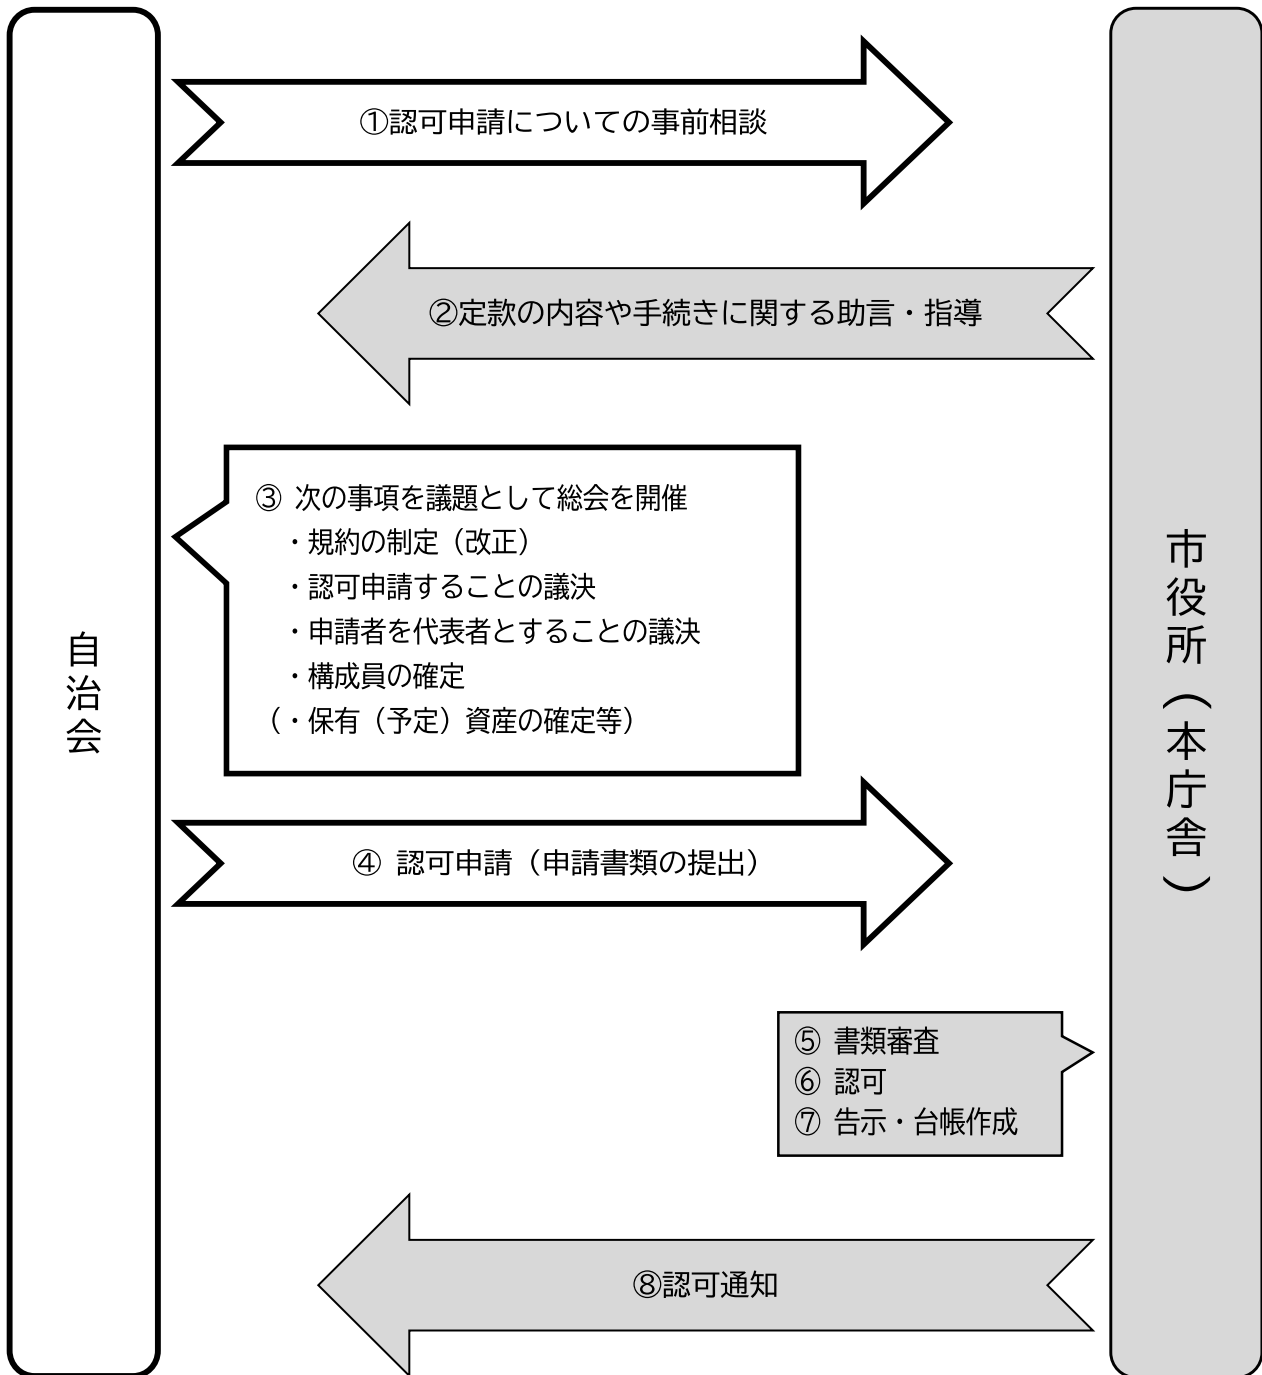 ①認可申請についての事前相談
②定款の内容や手続きに関する助言・指導
③ 次の事項を議題として総会を開催
・規約の制定（改正）
・認可申請することの議決
・申請者を代表者とすることの議決
・構成員の確定
（・保有（予定）資産の確定等）
自治会
市役所（本庁舎）
④ 認可申請（申請書類の提出）
⑤ 書類審査
⑥ 認可
⑦ 告示・台帳作成
⑧認可通知